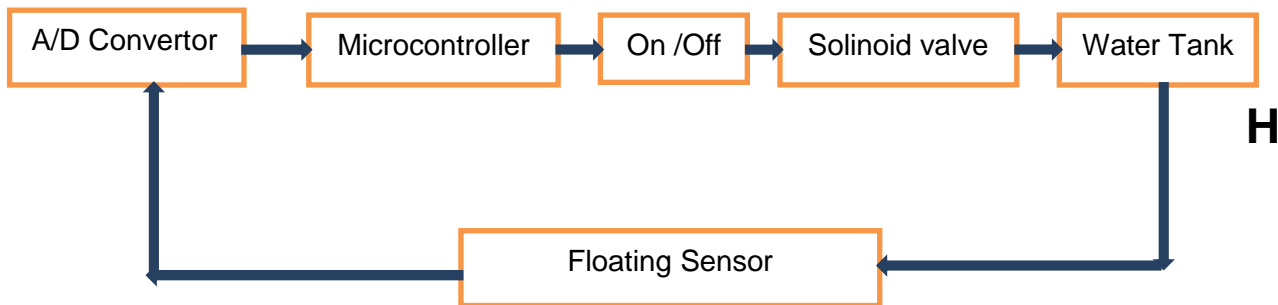 A/D Convertor
Microcontroller
On /Off
Solinoid valve
Water Tank
H
Floating Sensor